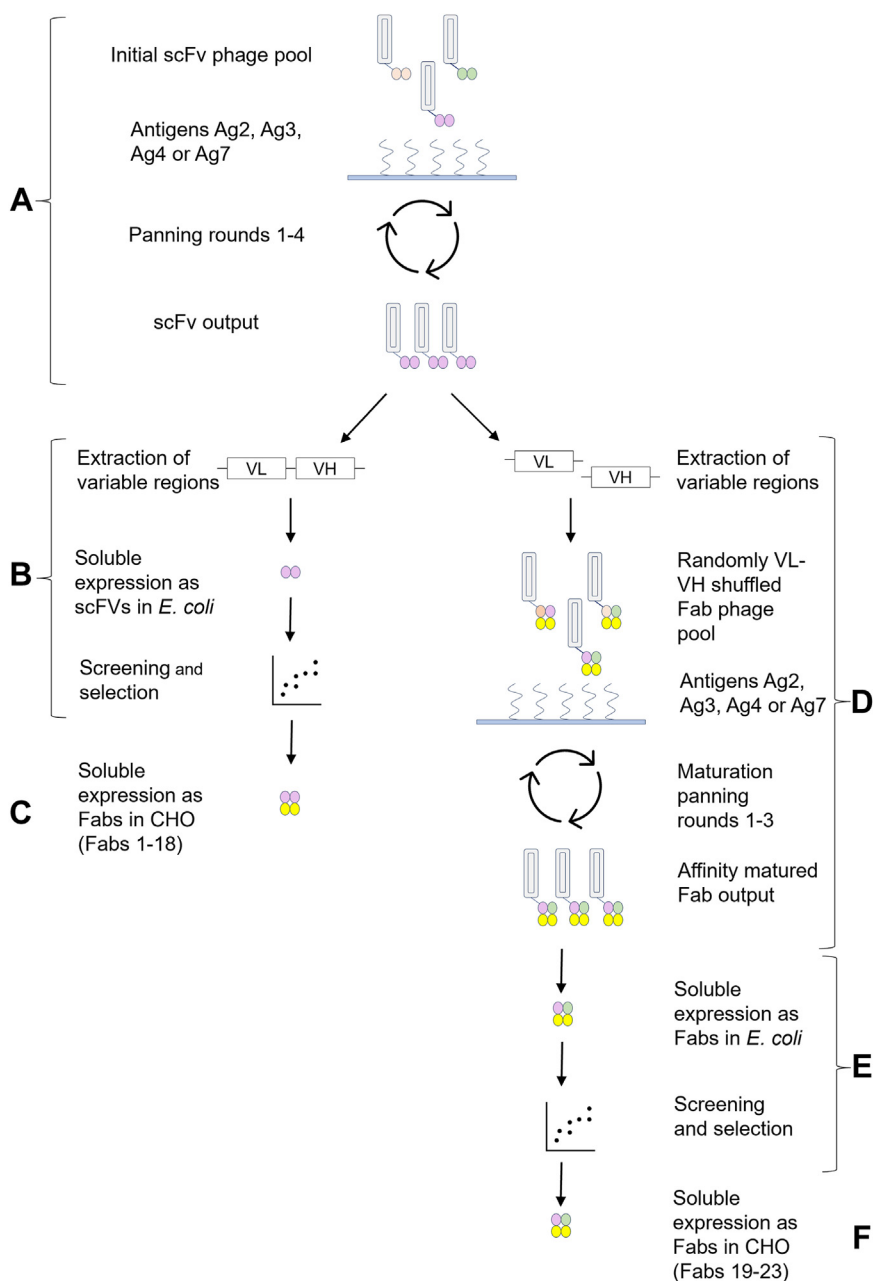 Initial scFv phage pool
Antigens Ag2, Ag3,
Ag4 or Ag7
A
Panning rounds 1-4
scFv output
Extraction of
variable regions
VL
VH
B
Soluble
expression as
scFVs in E. coli
Screening and
selection
C
Soluble
expression as
Fabs in CHO
(Fabs 1-18)
VL
VH
Extraction of
variable regions
Randomly VL-
VH shuffled
Fab phage
pool
Antigens Ag2,
Ag3, Ag4 or Ag7
D
Maturation
panning
rounds 1-3
Affinity matured
Fab output
Soluble
expression as
Fabs in E. coli
E
Screening
and selection
Soluble
expression as
Fabs in CHO
(Fabs 19-23)
F